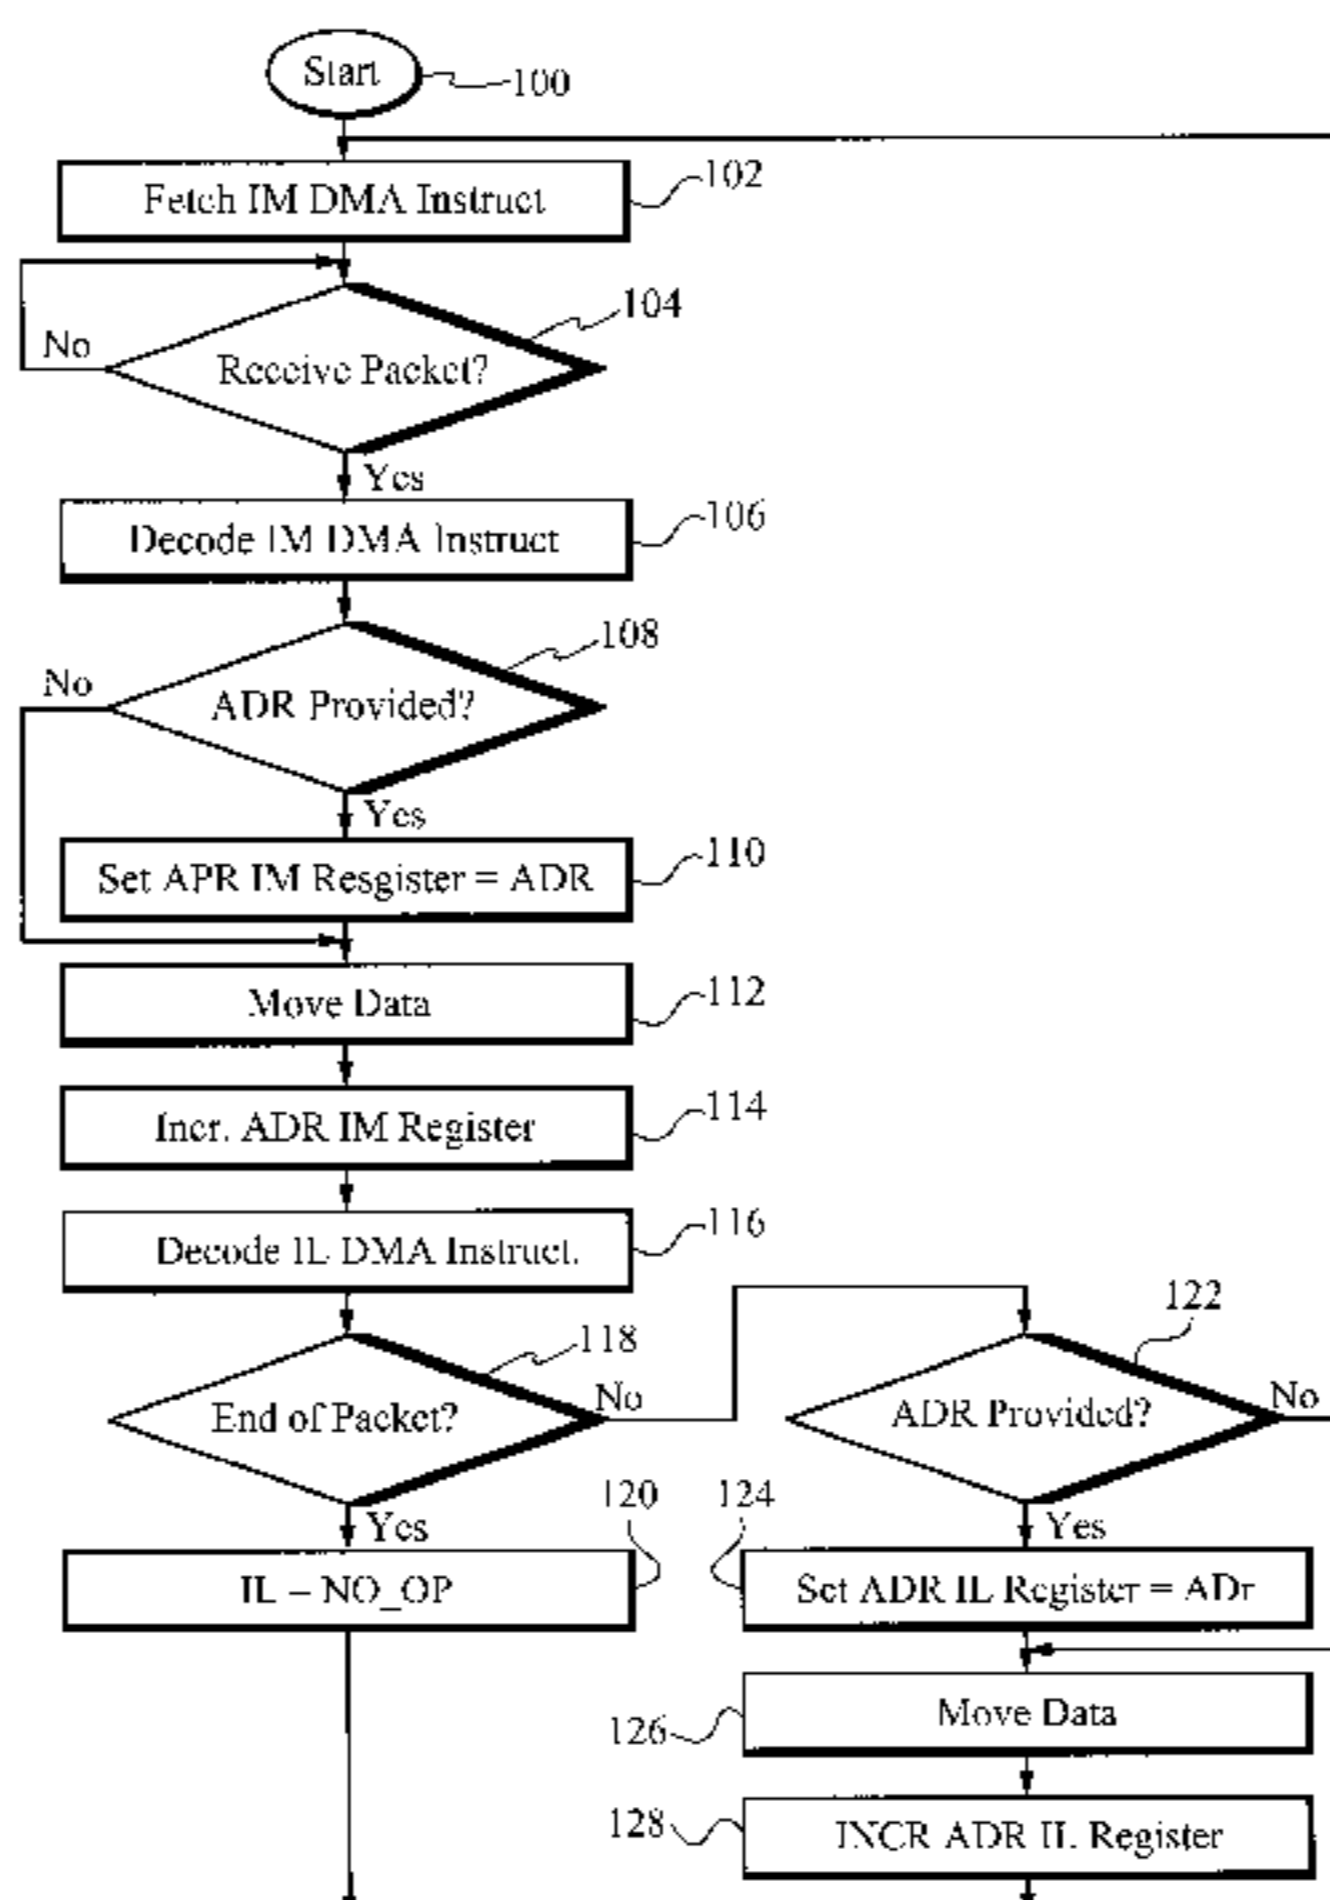 Start
100
Fetch IM DMA Instruct
102
104
No
Receive Packet?
Yes
Decode IM DMA Instruct
106
108
No
ADR Provided?
Yes
Set APR IM Resgister = ADR
110
Move Data
112
Incr. ADR IM Register
114
Decode IL DMA Instruct.
116
118
End of Packet?
No
122
ADR Provided?
No
Yes
120
IL = NO_OP
124
Yes
Set ADR IL Register = ADr
126
Move Data
128
INCR ADR IL Register